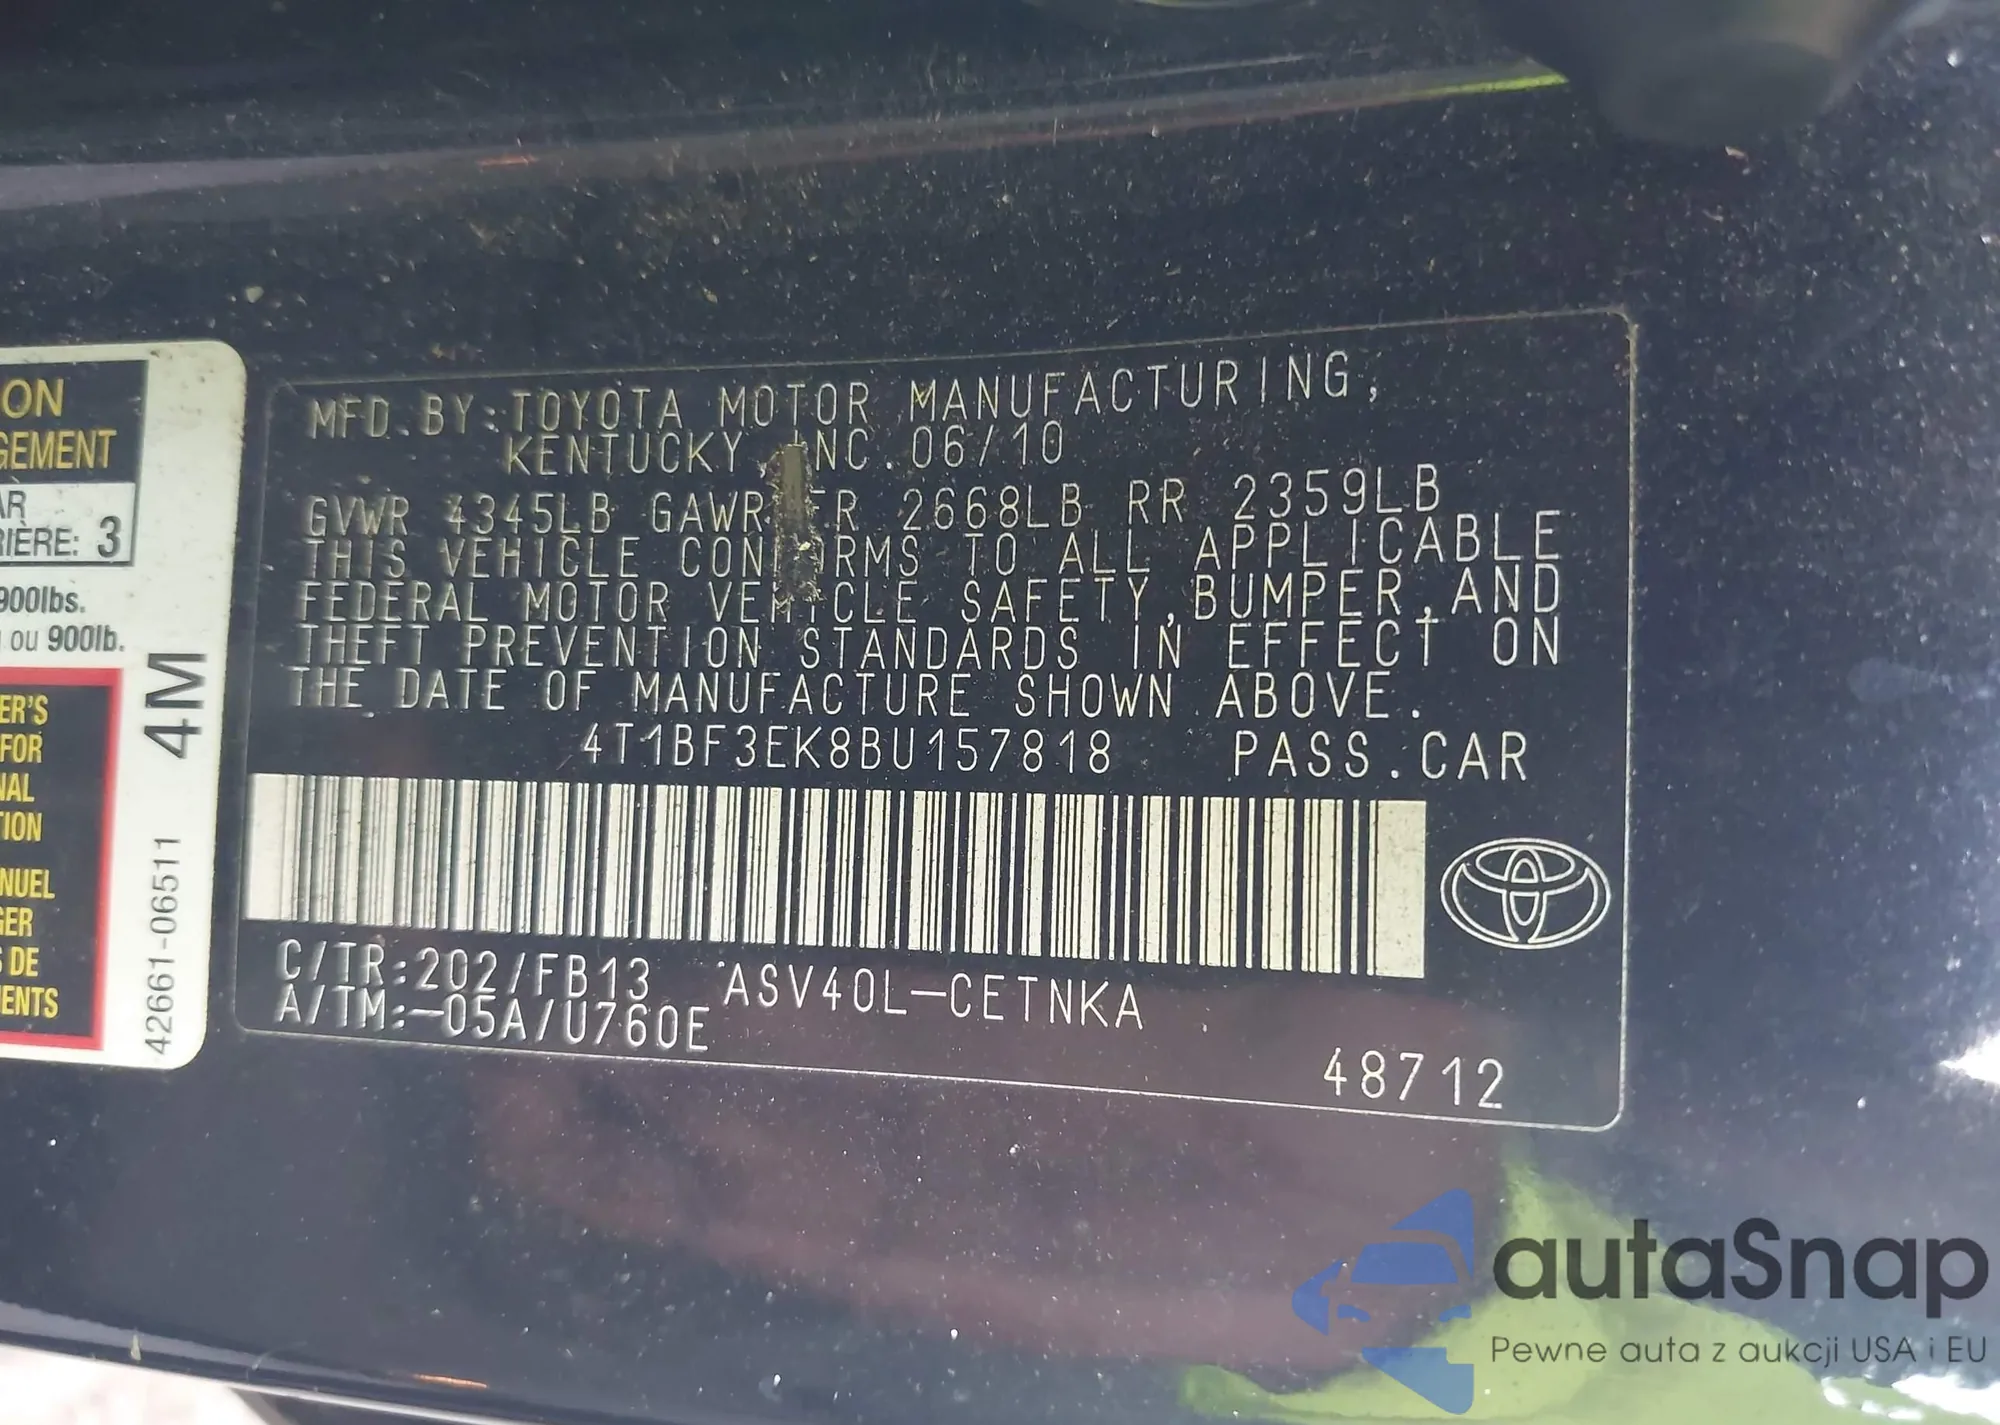 ON
GEMENT
AR
RIÈRE: 3
900lbs.
ou 900lb.
ER'S
FOR
NAL
TION
NUEL
GER
S DE
ENTS
4M
42661-06511
MFD. BY: TOYOTA MOTOR MANUFACTURING,
KENTUCKY, INC. 06/10
GVWR 4345LB GAWR FR 2668LB RR 2359LB
THIS VEHICLE CONFORMS TO ALL APPLICABLE
FEDERAL MOTOR VEHICLE SAFETY, BUMPER, AND
THEFT PREVENTION STANDARDS IN EFFECT ON
THE DATE OF MANUFACTURE SHOWN ABOVE.
4T1BF3EK8BU157818 PASS. CAR
C/TR: 202/FB13 ASV40L-CETNKA
A/TM:-05A/U760E
48712
autaSnap
Pewne auta z aukcji USA i EU